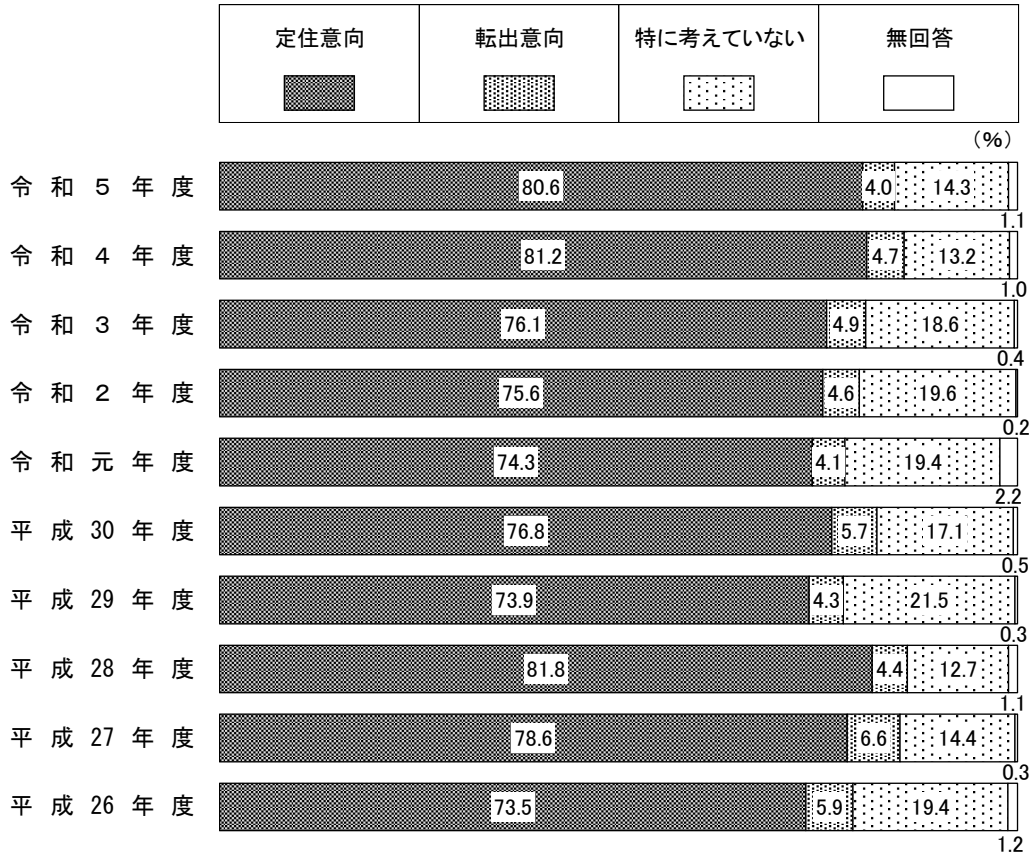 定住意向 転出意向 特に考えていない 無回答
(%)
令和5年度 80.6 4.0 14.3
1.1
令和4年度 81.2 4.7 13.2
1.0
令和3年度 76.1 4.9 18.6
0.4
令和2年度 75.6 4.6 19.6
0.2
令和元年度 74.3 4.1 19.4
2.2
平成30年度 76.8 5.7 17.1
0.5
平成29年度 73.9 4.3 21.5
0.3
平成28年度 81.8 4.4 12.7
1.1
平成27年度 78.6 6.6 14.4
0.3
平成26年度 73.5 5.9 19.4
1.2